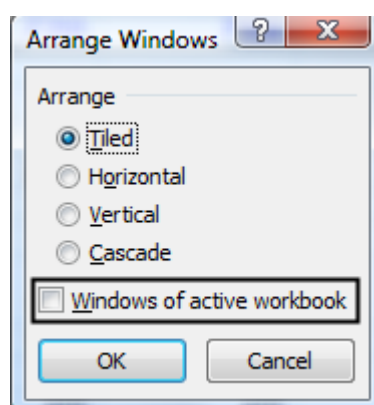 Arrange Windows ?
Arrange
Tiled
Horizontal
Vertical
Cascade
Windows of active workbook
OK Cancel